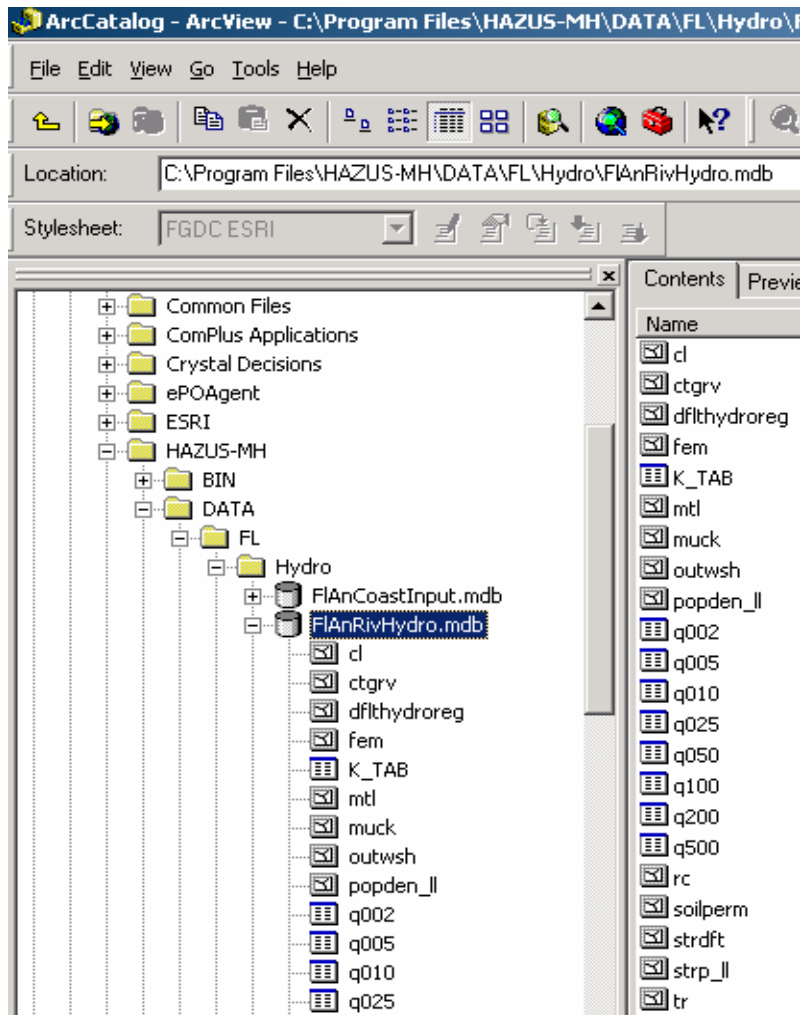 ArcCatalog - ArcView - C:\Program Files\HAZUS-MH\DATA\FL\Hydro\F
File Edit View Go Tools Help
Location: C:\Program Files\HAZUS-MH\DATA\FL\Hydro\FlAnRivHydro.mdb
Stylesheet: FGDC ESRI
Common Files
ComPlus Applications
Crystal Decisions
ePOAgent
ESRI
HAZUS-MH
BIN
DATA
FL
Hydro
FlAnCoastInput.mdb
FlAnRivHydro.mdb
cl
ctgrv
dflthydroreg
fem
K_TAB
mtl
muck
outwsh
popden_ll
q002
q005
q010
q025
Contents Previe
Name
cl
ctgrv
dflthydroreg
fem
K_TAB
mtl
muck
outwsh
popden_ll
q002
q005
q010
q025
q050
q100
q200
q500
rc
soilperm
strdft
strp_ll
tr